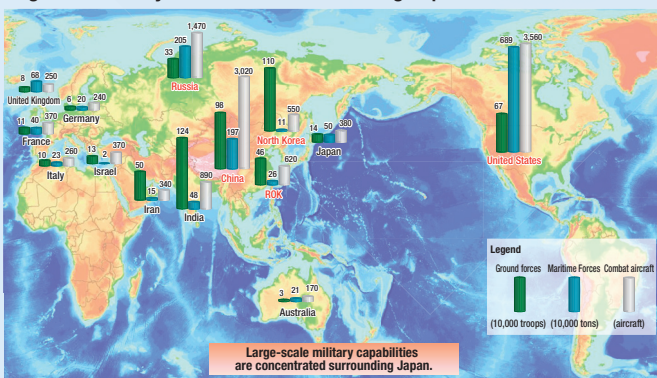 1,470
205
33
Russia
8 68 250
United Kingdom
6 20 240
Germany
11 40 370
France
10 23 260
Italy
13 2 370
Israel
50
15
340
Iran
124
48
890
India
3,020
98
197
China
110
11
550
North Korea
46
26
620
ROK
14 50 380
Japan
689 3,560
67
United States
3 21 170
Australia
Legend
Ground forces Maritime Forces Combat aircraft
(10,000 troops) (10,000 tons) (aircraft)
Large-scale military capabilities
are concentrated surrounding Japan.